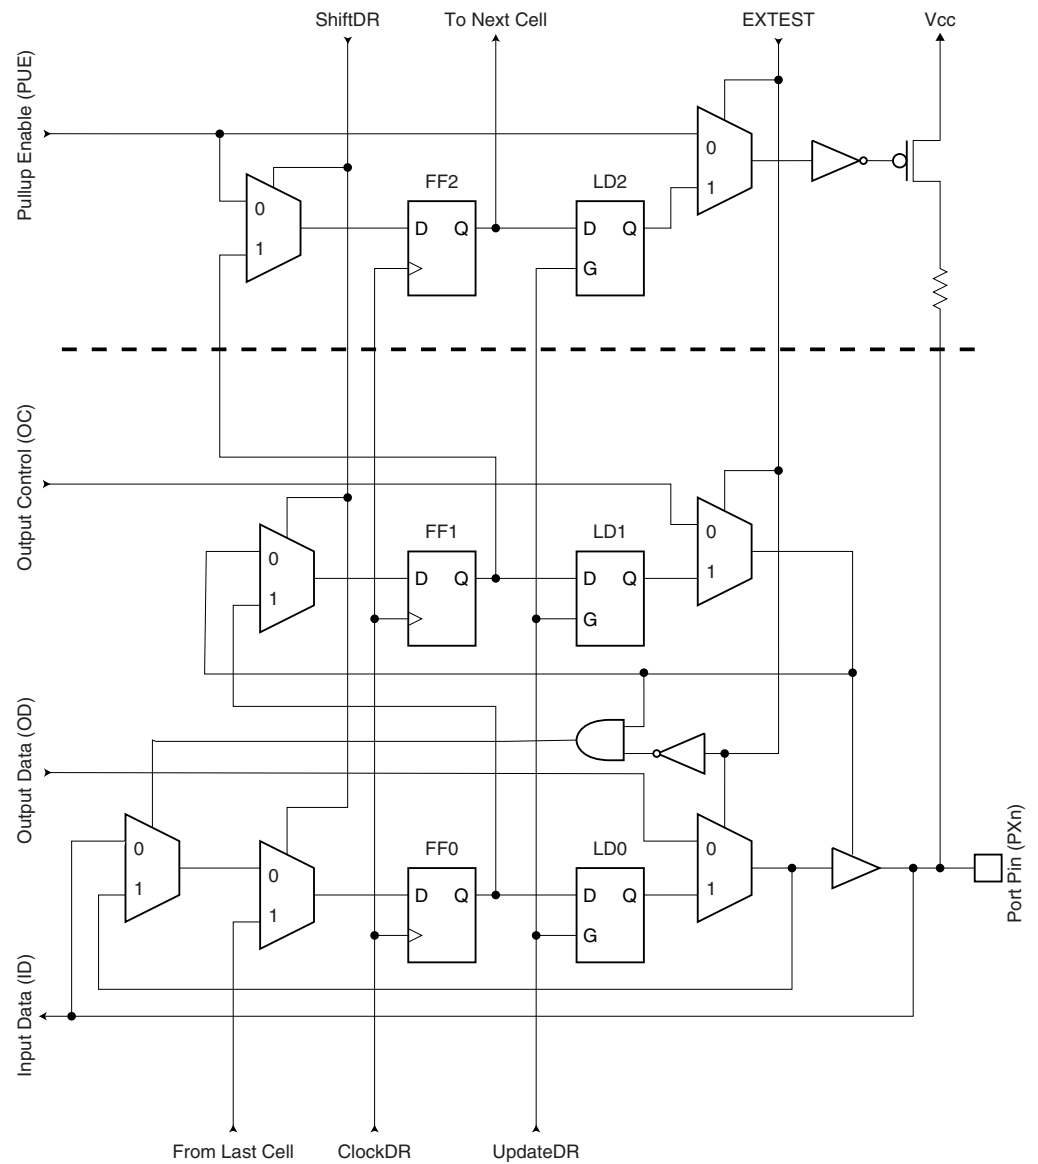 ShiftDR
To Next Cell
EXTEST
Vcc
Pullup Enable (PUE)
0
1
FF2
D Q
LD2
D Q
G
0
1
Output Control (OC)
0
1
FF1
D Q
LD1
D Q
G
0
1
Output Data (OD)
0
1
0
1
FF0
D Q
LD0
D Q
G
0
1
Port Pin (PXn)
Input Data (ID)
From Last Cell
ClockDR
UpdateDR